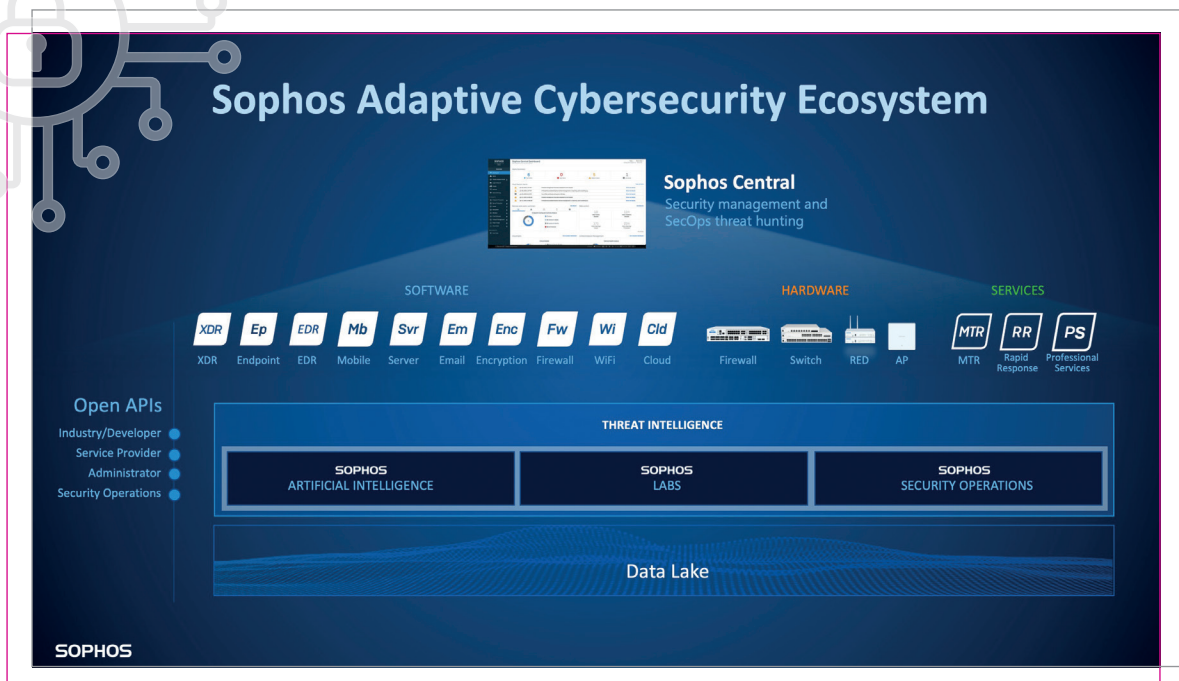 Sophos Adaptive Cybersecurity Ecosystem
Sophos Central
Security management and
SecOps threat hunting
SOFTWARE
HARDWARE
SERVICES
XDR
Ep
EDR
Mb
Svr
Em
Enc
Fw
Wi
Cld
MTR
RR
PS
XDR
Endpoint
EDR
Mobile
Server
Email
Encryption
Firewall
WiFi
Cloud
Firewall
Switch
RED
AP
MTR
Rapid
Response
Professional
Services
Open APIs
Industry/Developer
Service Provider
Administrator
Security Operations
THREAT INTELLIGENCE
SOPHOS
ARTIFICIAL INTELLIGENCE
SOPHOS
LABS
SOPHOS
SECURITY OPERATIONS
Data Lake
SOPHOS